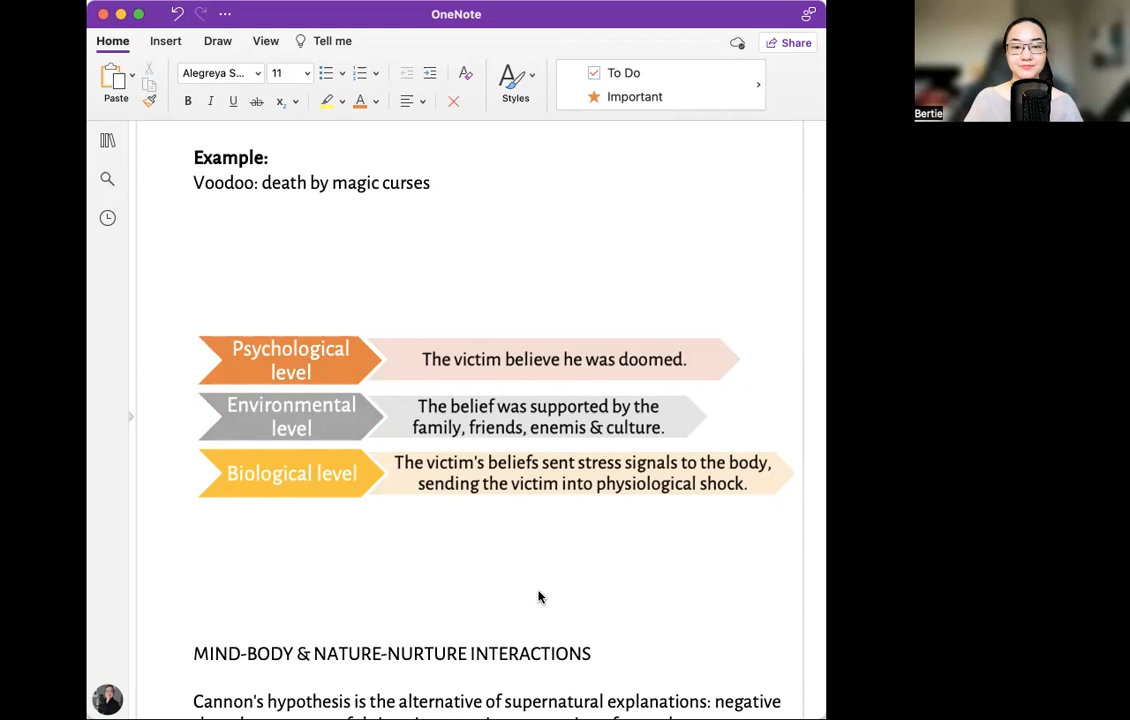 OneNote
Home Insert Draw View Tell me Share
Paste
Alegreya S... 11
B I U ab x₂ A
Styles
To Do
Important
Bertie
Example:
Voodoo: death by magic curses
Psychological
level
The victim believe he was doomed.
Environmental
level
The belief was supported by the
family, friends, enemis & culture.
Biological level
The victim's beliefs sent stress signals to the body,
sending the victim into physiological shock.
MIND-BODY & NATURE-NURTURE INTERACTIONS
Cannon's hypothesis is the alternative of supernatural explanations: negative